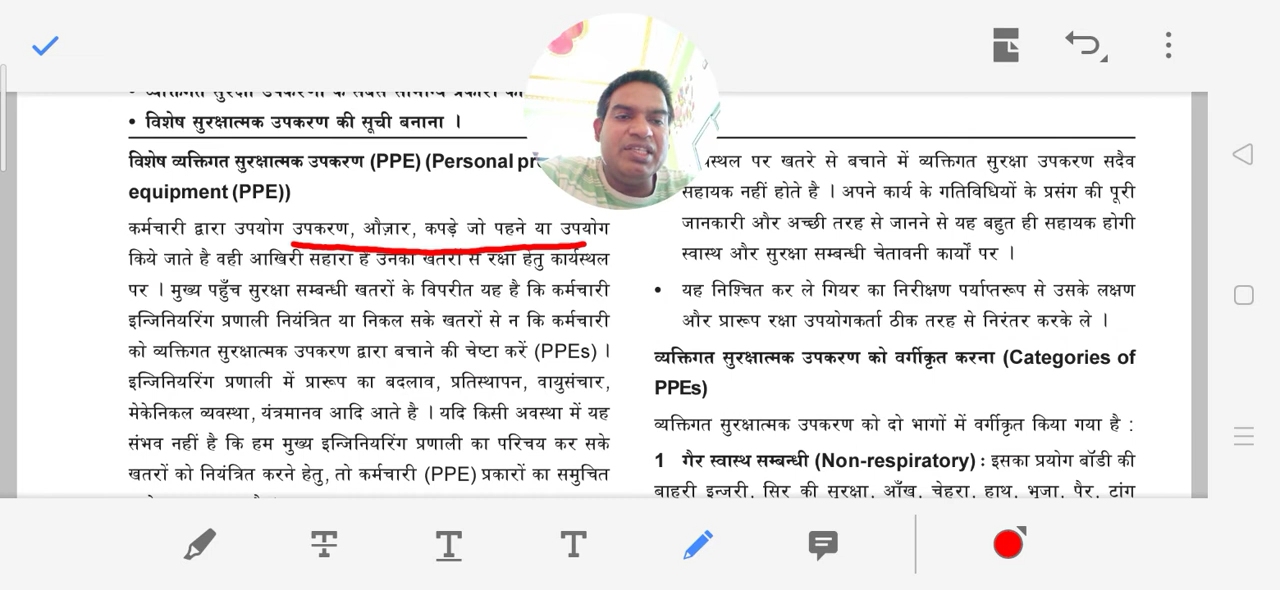 • विशेष सुरक्षात्मक उपकरण की सूची बनाना ।
विशेष व्यक्तिगत सुरक्षात्मक उपकरण (PPE) (Personal
equipment (PPE))
कर्मचारी द्वारा उपयोग उपकरण, औज़ार, कपड़े जो पहने या उपयोग
किये जाते है वही आखिरी सहारा है उनको खतरों से रक्षा हेतु कार्यस्थल
पर । मुख्य पहुँच सुरक्षा सम्बन्धी खतरों के विपरीत यह है कि कर्मचारी
इन्जिनियरिंग प्रणाली नियंत्रित या निकल सके खतरों से न कि कर्मचारी
को व्यक्तिगत सुरक्षात्मक उपकरण द्वारा बचाने की चेष्टा करें (PPEs) ।
इन्जिनियरिंग प्रणाली में प्रारूप का बदलाव, प्रतिस्थापन, वायुसंचार,
मेकेनिकल व्यवस्था, यंत्रमानव आदि आते है । यदि किसी अवस्था में यह
संभव नहीं है कि हम मुख्य इन्जिनियरिंग प्रणाली का परिचय कर सके
खतरों को नियंत्रित करने हेतु, तो कर्मचारी (PPE) प्रकारों का समुचित
पर खतरे से बचाने में व्यक्तिगत सुरक्षा उपकरण सदैव
सहायक नहीं होते है । अपने कार्य के गतिविधियों के प्रसंग की पूरी
जानकारी और अच्छी तरह से जानने से यह बहुत ही सहायक होगी
स्वास्थ और सुरक्षा सम्बन्धी चेतावनी कार्यों पर ।
• यह निश्चित कर ले गियर का निरीक्षण पर्याप्तरूप से उसके लक्षण
और प्रारूप रक्षा उपयोगकर्ता ठीक तरह से निरंतर करके ले ।
व्यक्तिगत सुरक्षात्मक उपकरण को वर्गीकृत करना (Categories of
PPEs)
व्यक्तिगत सुरक्षात्मक उपकरण को दो भागों में वर्गीकृत किया गया है :
1 गैर स्वास्थ सम्बन्धी (Non-respiratory) : इसका प्रयोग बॉडी की
बाहरी इन्जरी, सिर की सुरक्षा, आँख, चेहरा, हाथ, भुजा, पैर, टांग